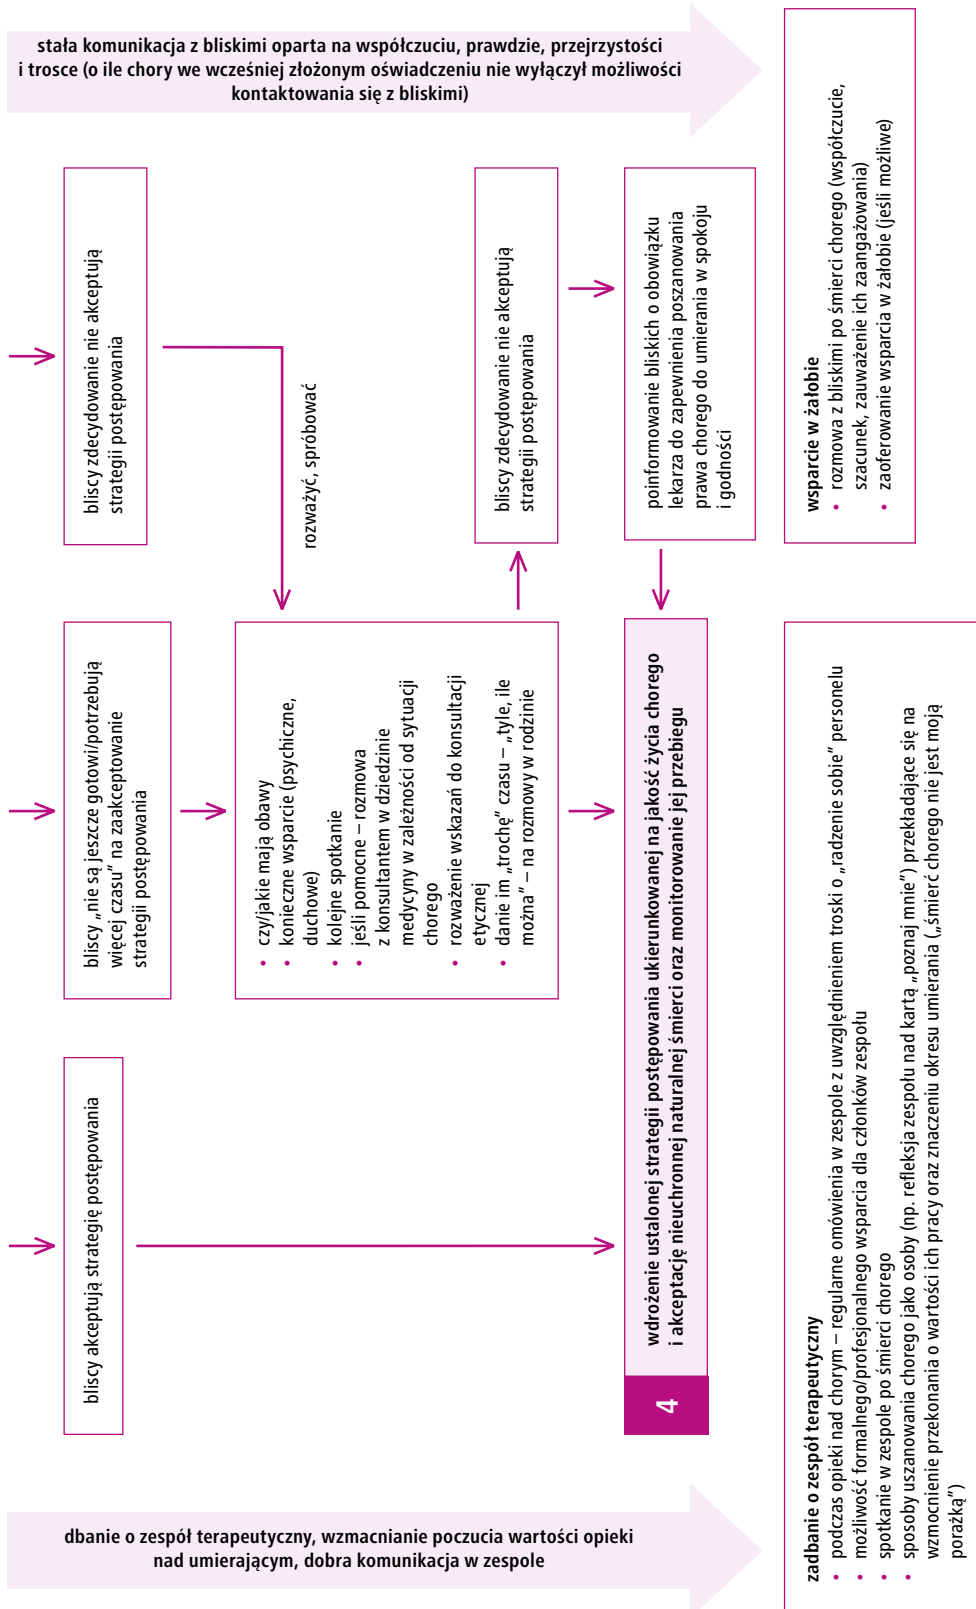 dbanie o zespół terapeutyczny, wzmacnianie poczucia wartości opieki
nad umierającym, dobra komunikacja w zespole
stała komunikacja z bliskimi oparta na współczuciu, prawdzie, przejrzystości
i trosce (o ile chory we wcześniej złożonym oświadczeniu nie wyłączył możliwości
kontaktowania się z bliskimi)
bliscy akceptują strategię postępowania
bliscy „nie są jeszcze gotowi/potrzebują
więcej czasu” na zaakceptowanie
strategii postępowania
bliscy zdecydowanie nie akceptują
strategii postępowania
rozważyć, spróbować
• czy/jakie mają obawy
• konieczne wsparcie (psychiczne,
duchowe)
• kolejne spotkanie
• jeśli pomocne – rozmowa
z konsultantem w dziedzinie
medycyny w zależności od sytuacji
chorego
• rozważenie wskazań do konsultacji
etycznej
• danie im „trochę” czasu – „tyle, ile
można” – na rozmowy w rodzinie
bliscy zdecydowanie nie akceptują
strategii postępowania
poinformowanie bliskich o obowiązku
lekarza do zapewnienia poszanowania
prawa chorego do umierania w spokoju
i godności
4
wdrożenie ustalonej strategii postępowania ukierunkowanej na jakość życia chorego
i akceptację nieuchronnej naturalnej śmierci oraz monitorowanie jej przebiegu
zadbanie o zespół terapeutyczny
• podczas opieki nad chorym – regularne omówienia w zespole z uwzględnieniem troski o „radzenie sobie” personelu
• możliwość formalnego/profesjonalnego wsparcia dla członków zespołu
• spotkanie w zespole po śmierci chorego
• sposoby uszanowania chorego jako osoby (np. refleksja zespołu nad kartą „poznaj mnie”) przekładające się na
wzmocnienie przekonania o wartości ich pracy oraz znaczeniu okresu umierania („śmierć chorego nie jest moją
porażką”)
wsparcie w żałobie
• rozmowa z bliskimi po śmierci chorego (współczucie,
szacunek, zauważenie ich zaangażowania)
• zaoferowanie wsparcia w żałobie (jeśli możliwe)